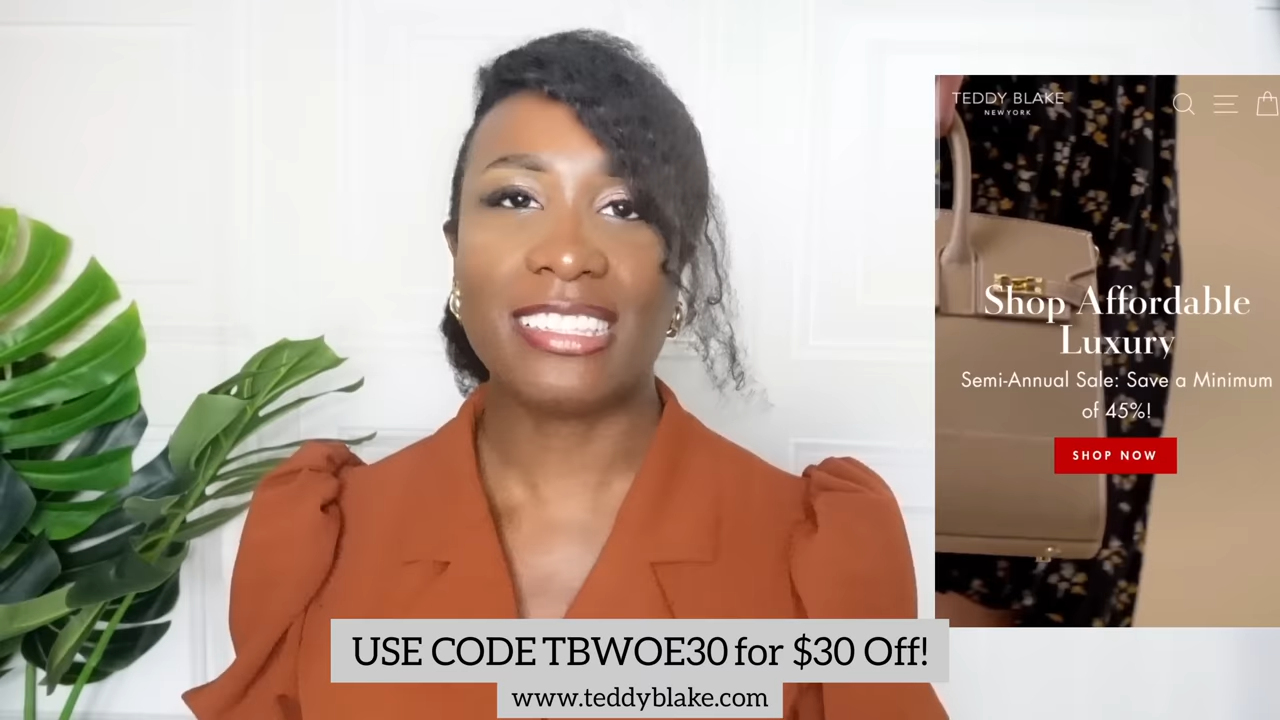 TEDDY BLAKE
NEW YORK
Shop Affordable
Luxury
Semi-Annual Sale: Save a Minimum
of 45%!
SHOP NOW
USE CODE TBWOE30 for $30 Off!
www.teddyblake.com